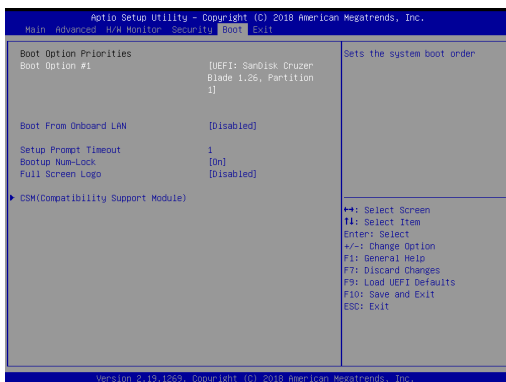 Aptio Setup Utility – Copyright (C) 2018 American Megatrends, Inc.
Main Advanced H/W Monitor Security Boot Exit
Boot Option Priorities
Boot Option #1 [UEFI: SanDisk Cruzer
Blade 1.26, Partition
1]
Boot From Onboard LAN [Disabled]
Setup Prompt Timeout 1
Bootup Num-Lock [On]
Full Screen Logo [Disabled]
CSM(Compatibility Support Module)
Sets the system boot order
↔: Select Screen
↑↓: Select Item
Enter: Select
+/-: Change Option
F1: General Help
F7: Discard Changes
F9: Load UEFI Defaults
F10: Save and Exit
ESC: Exit
Version 2.19.1269. Copyright (C) 2018 American Megatrends, Inc.